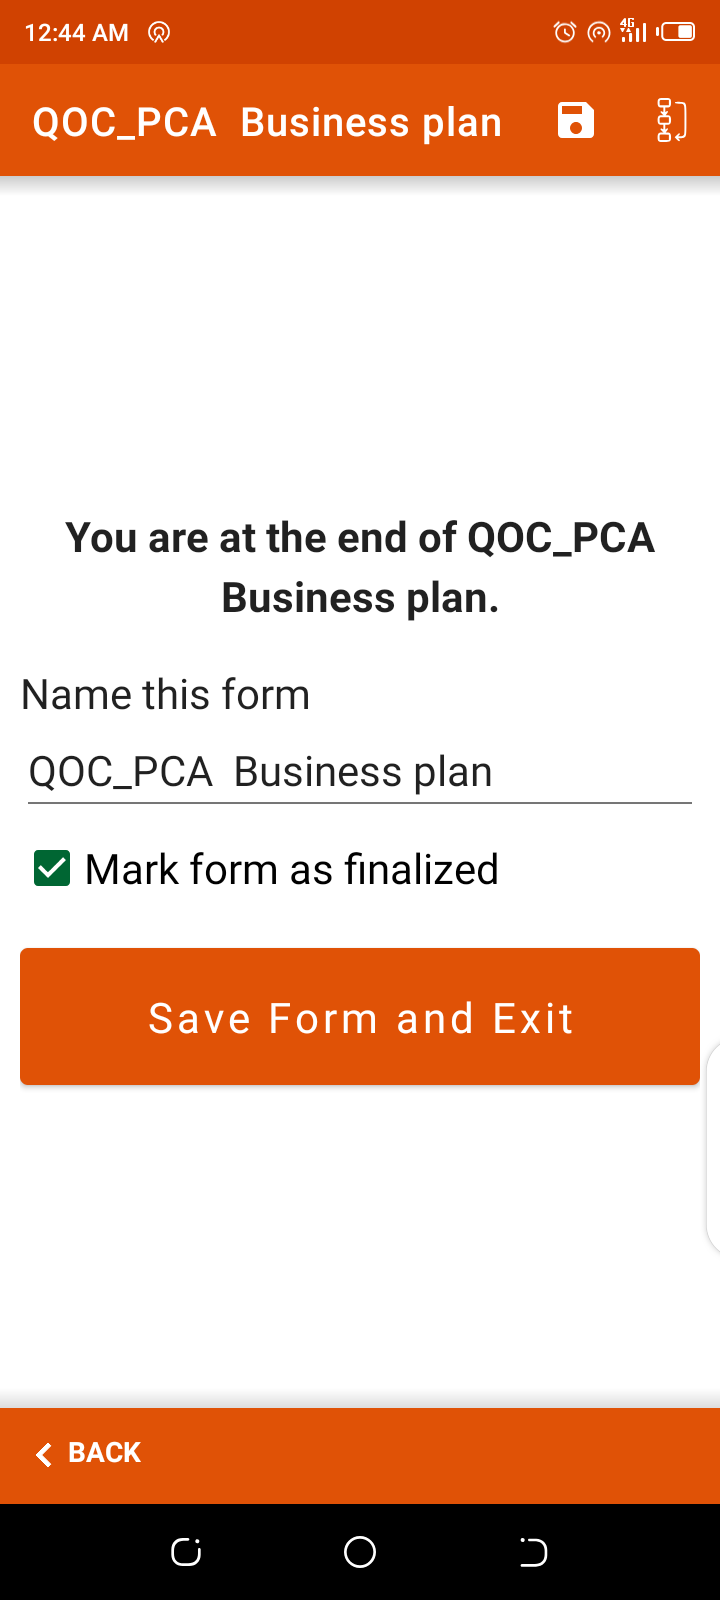 12:44 AM
4G
QOC_PCA  Business plan
You are at the end of QOC_PCA
Business plan.
Name this form
QOC_PCA  Business plan
Mark form as finalized
Save Form and Exit
BACK